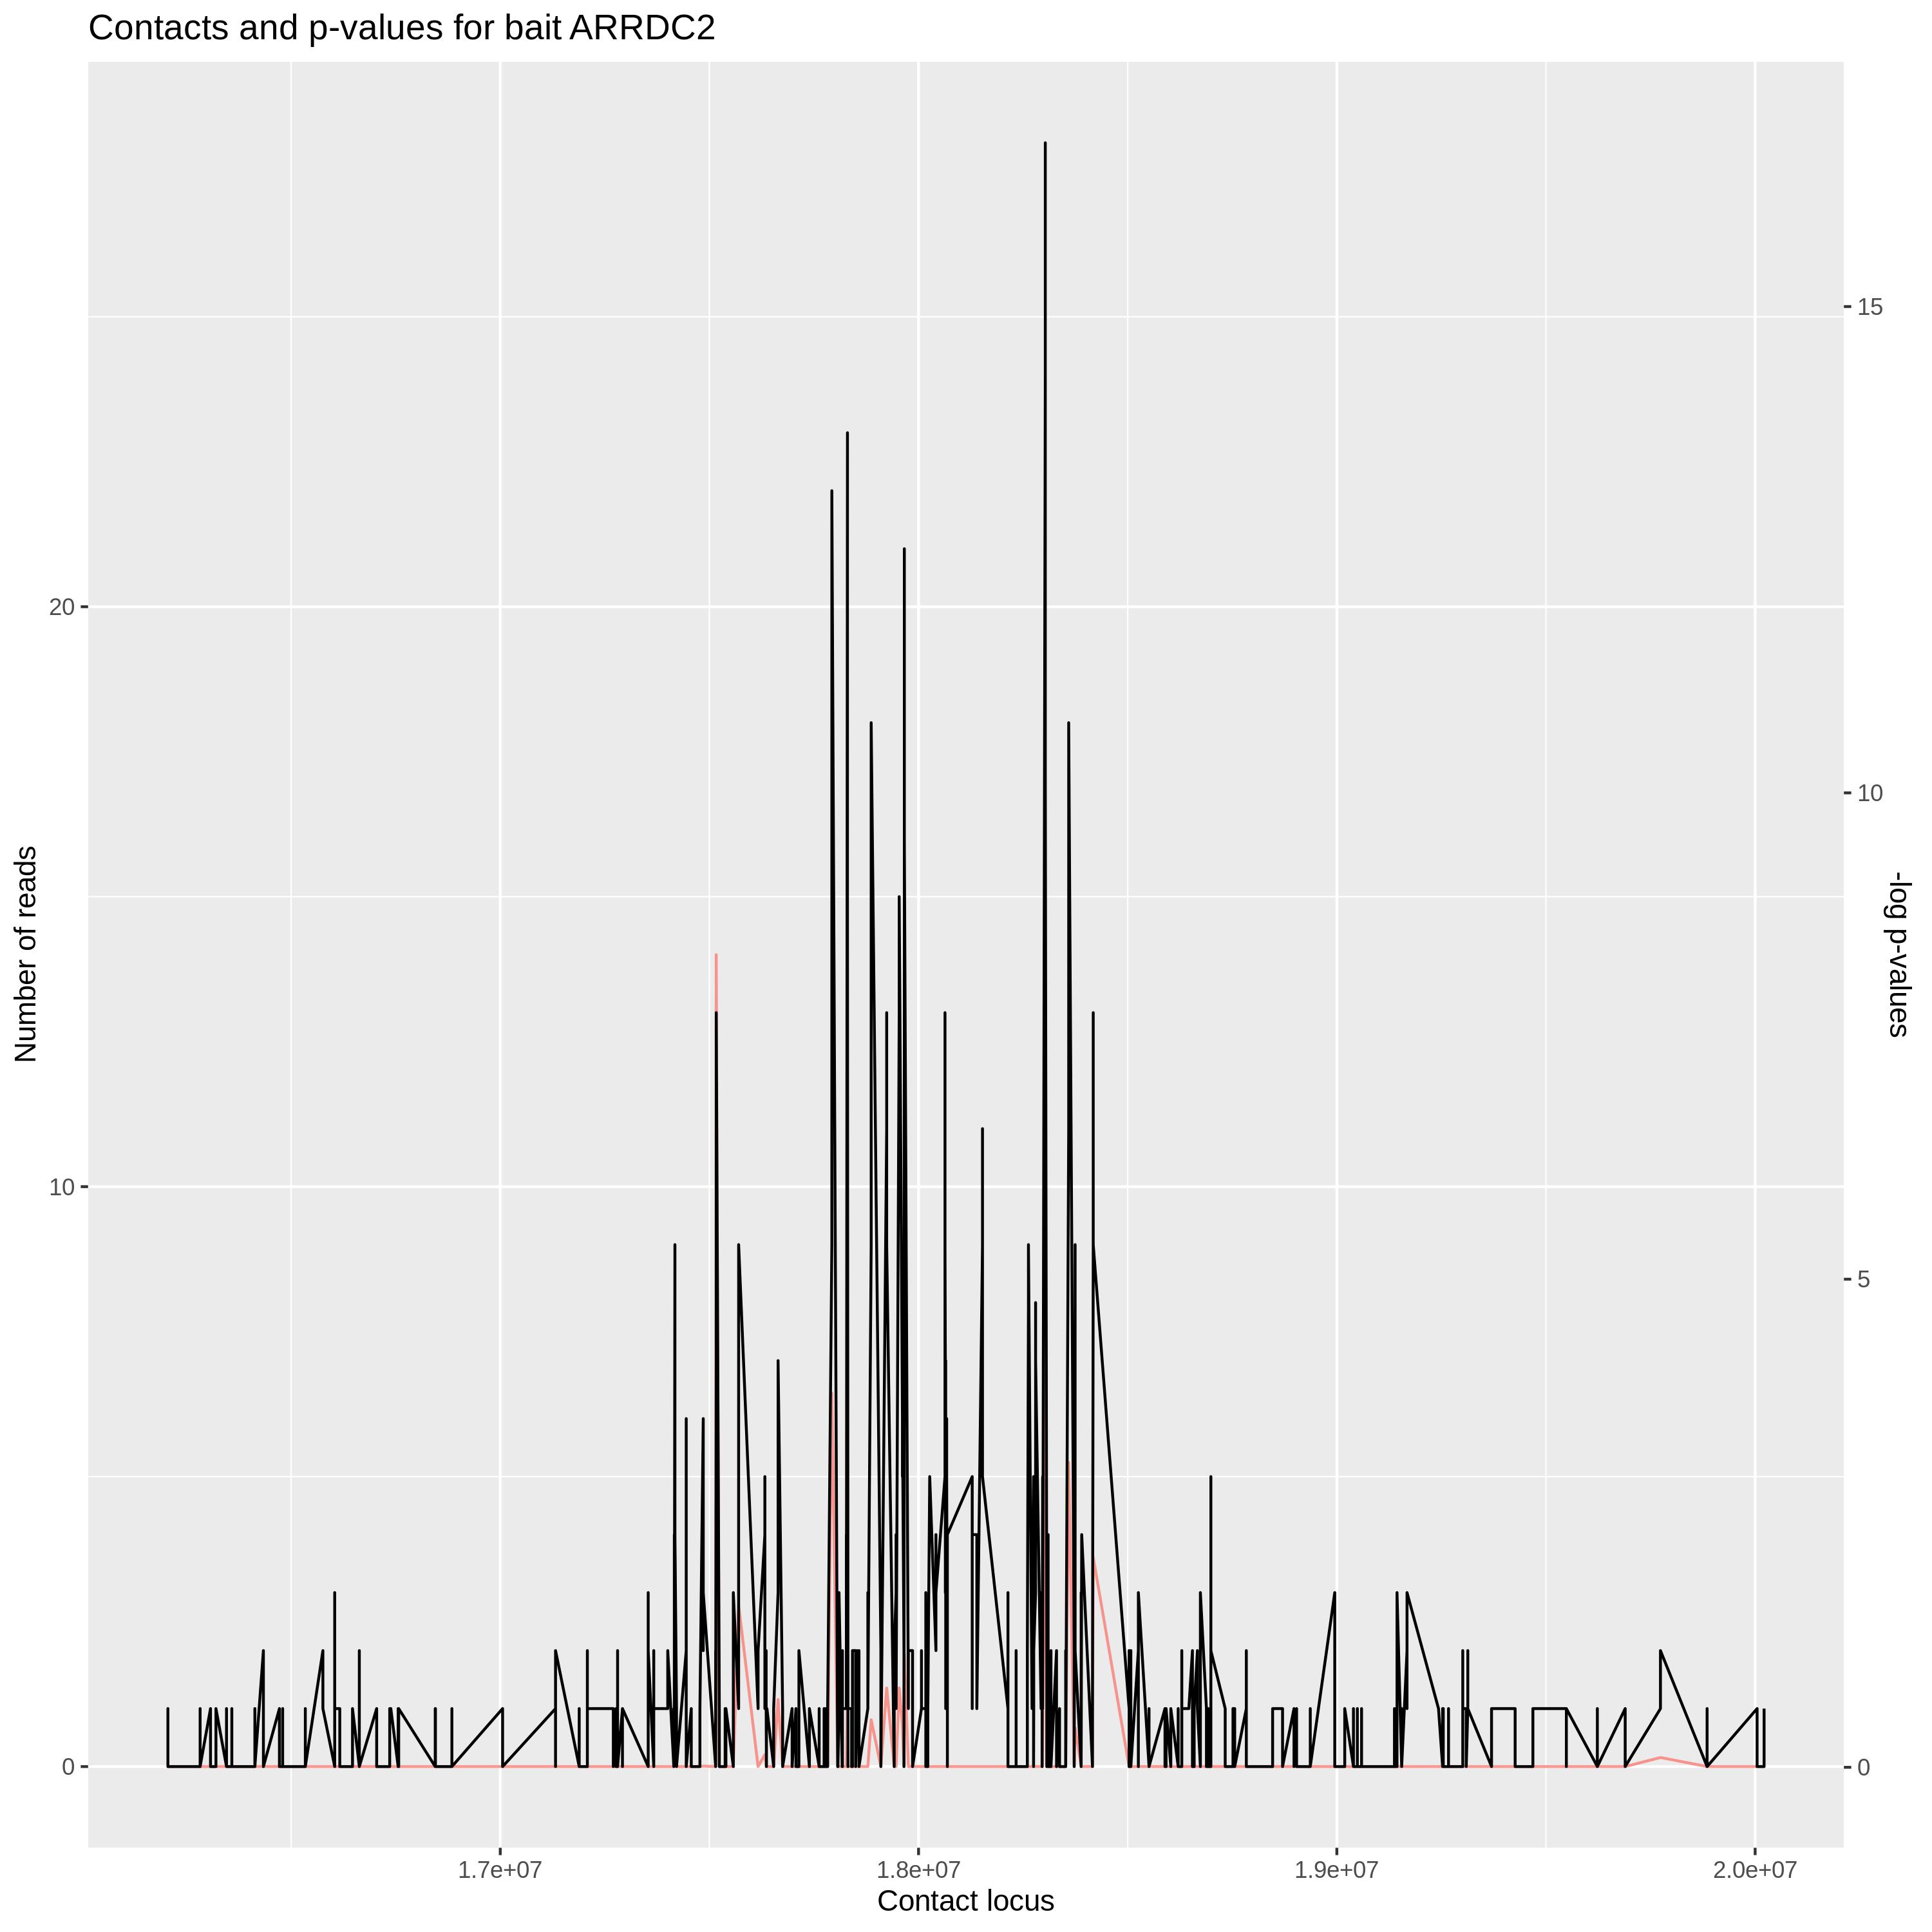 Contacts and p-values for bait ARRDC2
Number of reads
20
10
0
15
10
5
0
-log p-values
1.7e+07
1.8e+07
1.9e+07
2.0e+07
Contact locus